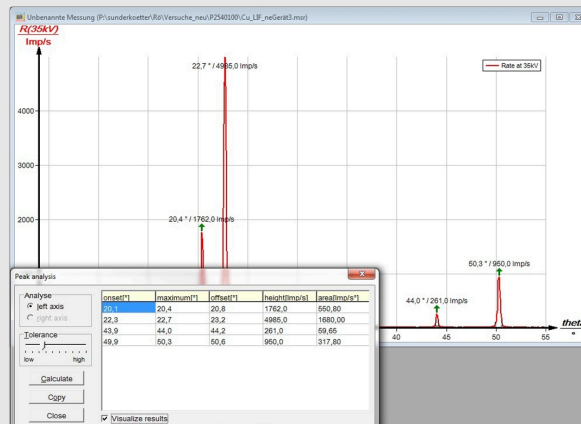 Unbenannte Messung (P:\sunderkoetter\Rö\Versuche_neu\P2540100\Cu_LIF_neGerät3.msr)
R(35kV)
Imp/s
22,7 ° / 4985,0 Imp/s
Rate at 35kV
4000
3000
2000
20,4 ° / 1762,0 Imp/s
50,3 ° / 950,0 Imp/s
44,0 ° / 261,0 Imp/s
theta
°
40 45 50 55
Peak analysis
Analyse
left axis
right axis
Tolerance
low high
Calculate
Copy
Close
onset[°] maximum[°] offset[°] height[Imp/s] area[Imp/s*°]
20,1 20,4 20,8 1762,0 550,80
22,3 22,7 23,2 4985,0 1680,00
43,9 44,0 44,2 261,0 59,65
49,9 50,3 50,6 950,0 317,80
Visualize results